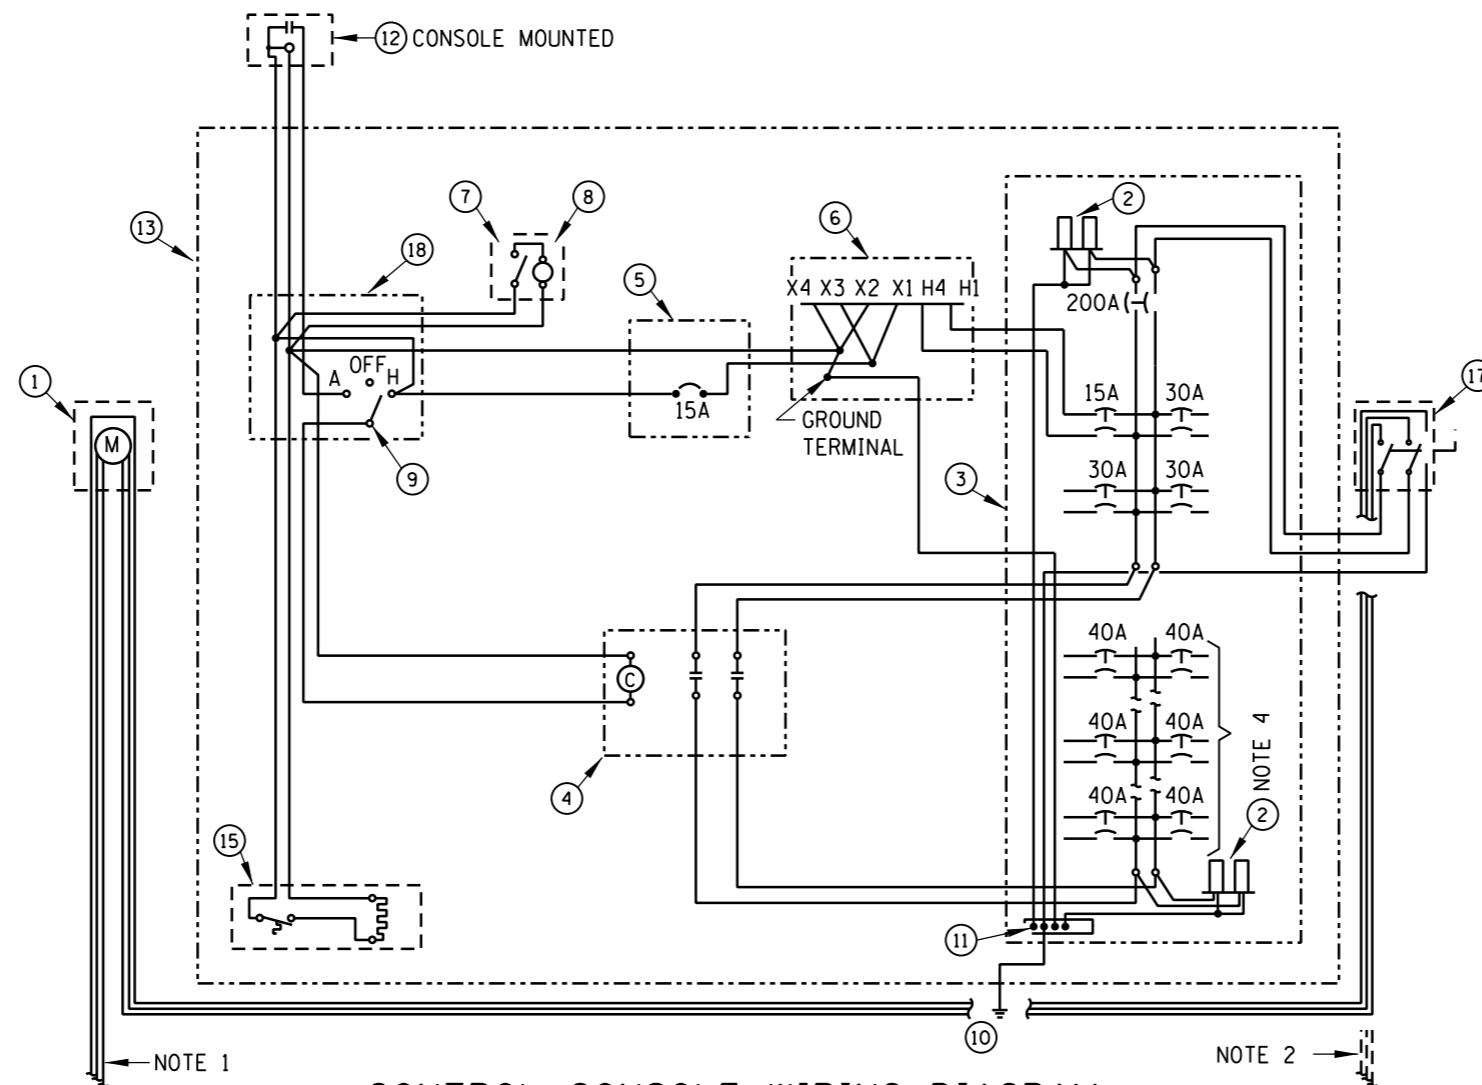 12 CONSOLE MOUNTED
13
7
8
6
2
18
5
X4 X3 X2 X1 H4 H1
200A
1
OFF
A
H
15A
15A
30A
17
M
GROUND
TERMINAL
9
3
30A
30A
40A
40A
C
4
40A
40A
NOTE 4
40A
40A
2
15
11
10
NOTE 1
NOTE 2